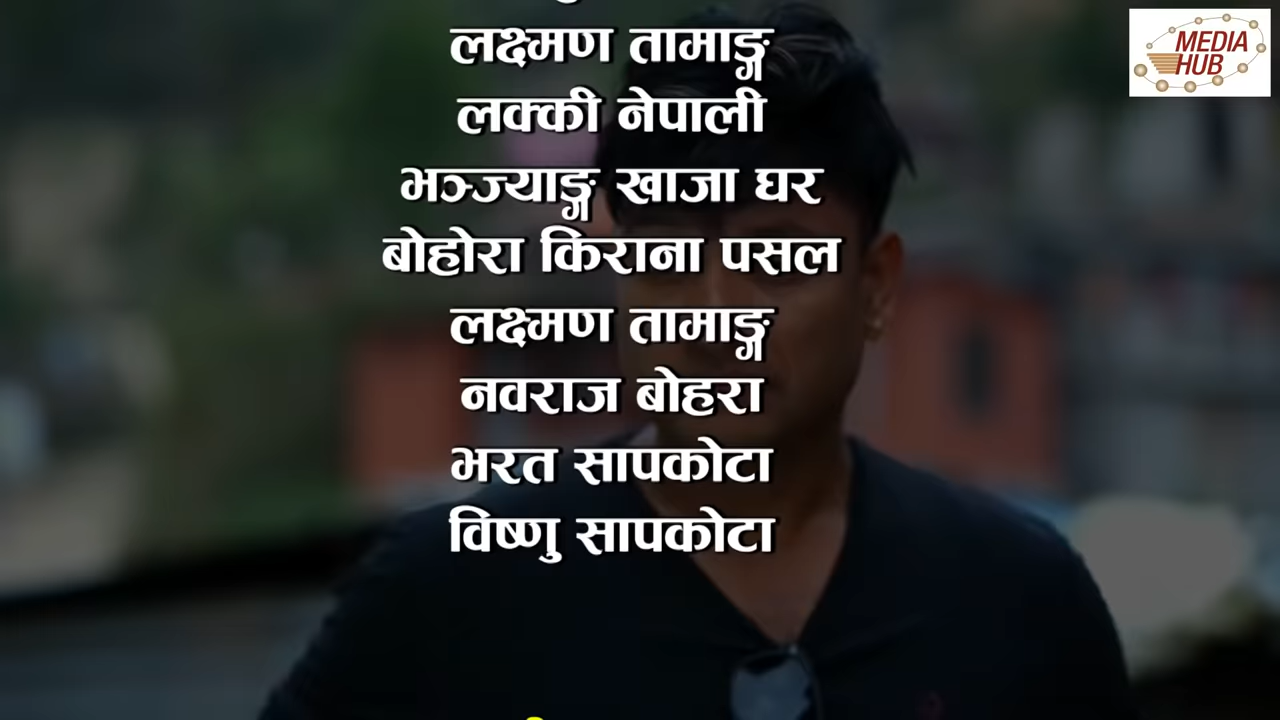 लक्ष्मण तामाङ्ग
लक्की नेपाली
भञ्ज्याङ्ग खाजा घर
बोहोरा किराना पसल
लक्ष्मण तामाङ्ग
नवराज बोहरा
भरत सापकोटा
विष्णु सापकोटा
MEDIA
HUB